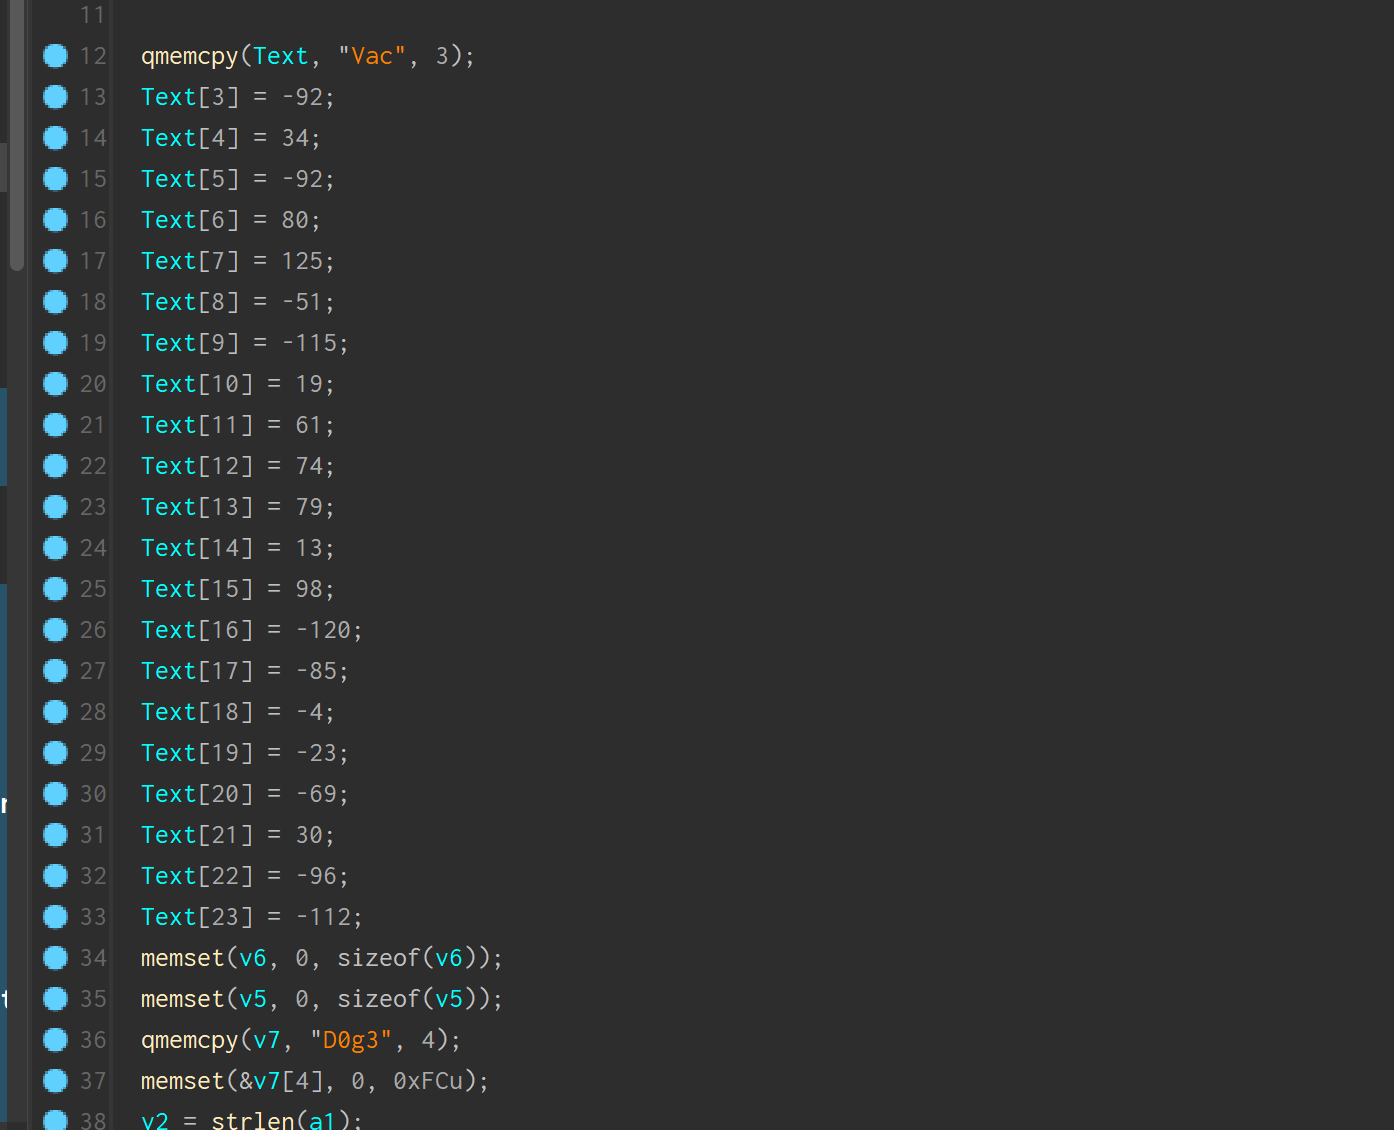 11
12 qmemcpy(Text, "Vac", 3);
13 Text[3] = -92;
14 Text[4] = 34;
15 Text[5] = -92;
16 Text[6] = 80;
17 Text[7] = 125;
18 Text[8] = -51;
19 Text[9] = -115;
20 Text[10] = 19;
21 Text[11] = 61;
22 Text[12] = 74;
23 Text[13] = 79;
24 Text[14] = 13;
25 Text[15] = 98;
26 Text[16] = -120;
27 Text[17] = -85;
28 Text[18] = -4;
29 Text[19] = -23;
30 Text[20] = -69;
31 Text[21] = 30;
32 Text[22] = -96;
33 Text[23] = -112;
34 memset(v6, 0, sizeof(v6));
35 memset(v5, 0, sizeof(v5));
36 qmemcpy(v7, "D0g3", 4);
37 memset(&v7[4], 0, 0xFCu);
38 v2 = strlen(a1);